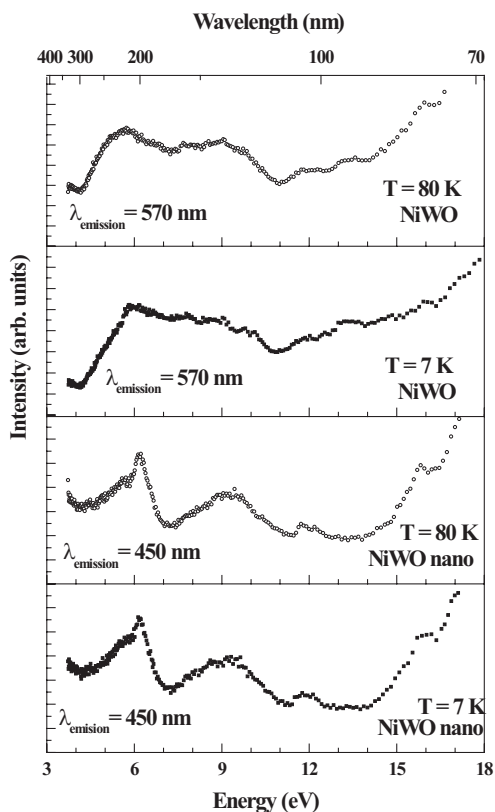 Wavelength (nm)
400 300 200 100 70
T = 80 K
NiWO
λemission = 570 nm
T = 7 K
NiWO
λemission = 570 nm
T = 80 K
NiWO nano
λemission = 450 nm
T = 7 K
NiWO nano
λemision = 450 nm
Intensity (arb. units)
3 6 9 12 15 18
Energy (eV)